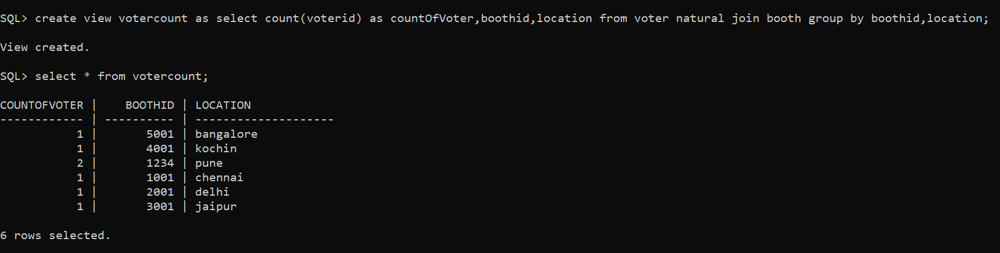 SQL> create view votercount as select count(voterid) as countOfVoter,boothid,location from voter natural join booth group by boothid,location;
View created.
SQL> select * from votercount;
COUNTOFVOTER |    BOOTHID | LOCATION
------------ | ---------- | --------------------
           1 |       5001 | bangalore
           1 |       4001 | kochin
           2 |       1234 | pune
           1 |       1001 | chennai
           1 |       2001 | delhi
           1 |       3001 | jaipur
6 rows selected.